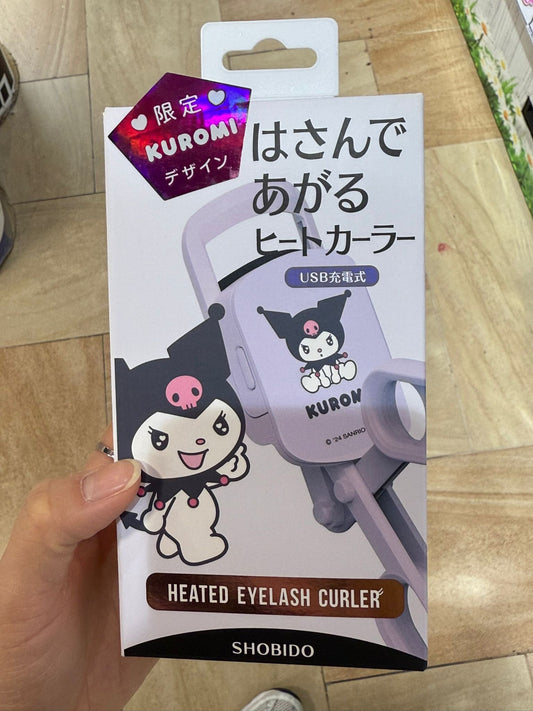 限定
KUROMI
デザイン
はさんで
あがる
ヒートカーラー
USB充電式
KUROMI
© '24 SANRIO
HEATED EYELASH CURLER
SHOBIDO